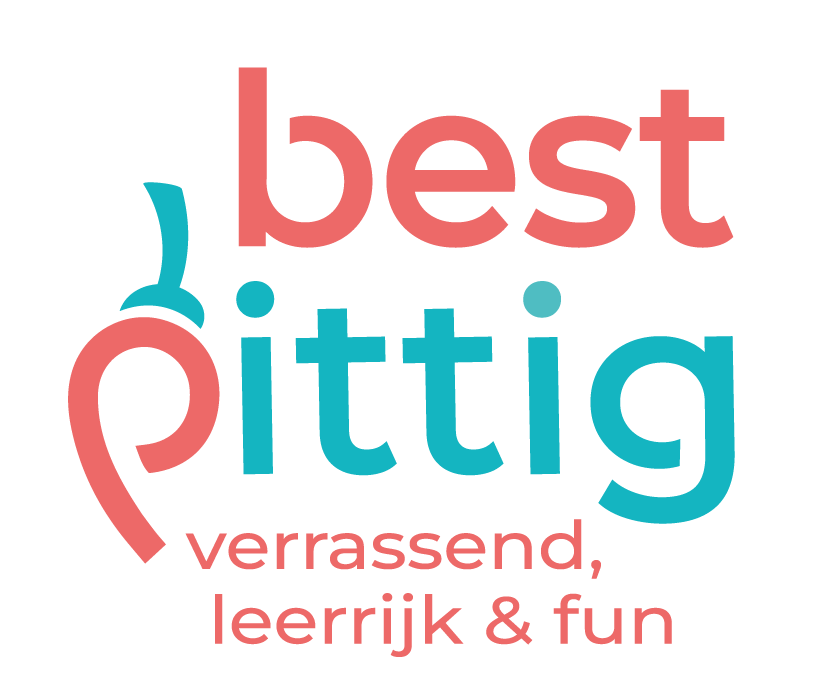 best
pittig
verrassend,
leerrijk & fun